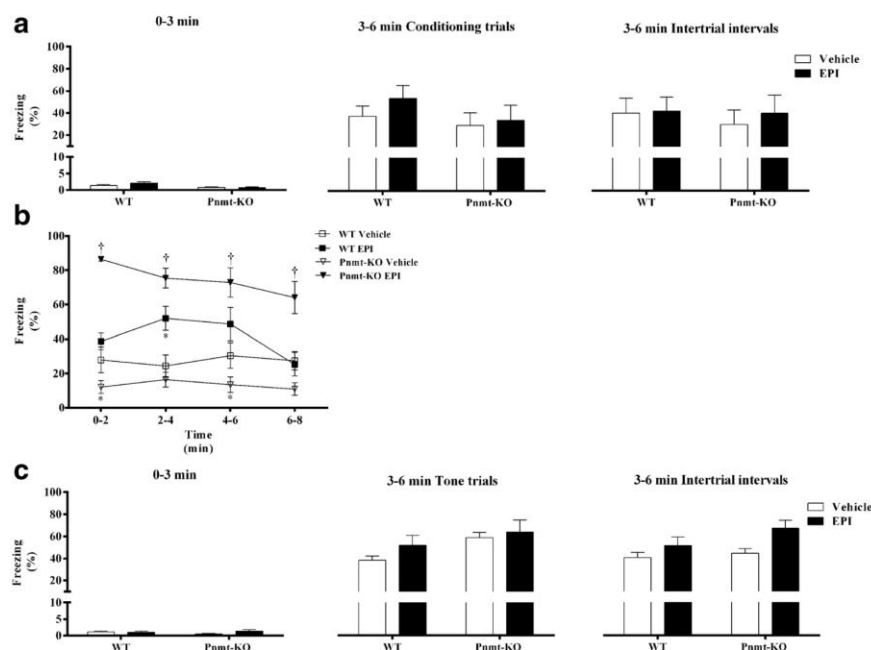 a
0-3 min
3-6 min Conditioning trials
3-6 min Intertrial intervals
Vehicle
EPI
Freezing
(%)
100
80
60
40
20
10
5
0
WT
Pnmt-KO
WT
Pnmt-KO
WT
Pnmt-KO
b
WT Vehicle
WT EPI
Pnmt-KO Vehicle
Pnmt-KO EPI
Freezing
(%)
100
80
60
40
20
0
†
†
†
†
*
*
*
*
0-2
2-4
4-6
6-8
Time
(min)
c
0-3 min
3-6 min Tone trials
3-6 min Intertrial intervals
Vehicle
EPI
Freezing
(%)
100
80
60
40
20
10
5
0
WT
Pnmt-KO
WT
Pnmt-KO
WT
Pnmt-KO